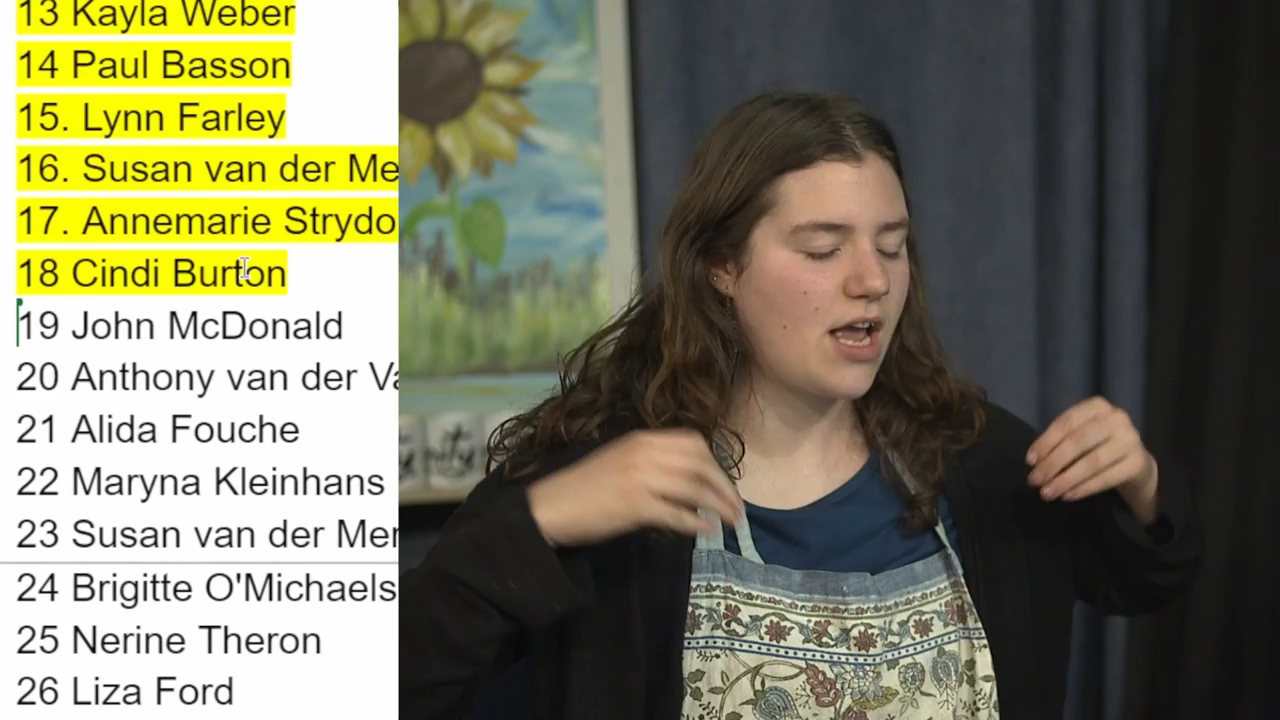 13 Kayla Weber
14 Paul Basson
15. Lynn Farley
16. Susan van der Me
17. Annemarie Strydo
18 Cindi Burton
19 John McDonald
20 Anthony van der Va
21 Alida Fouche
22 Maryna Kleinhans
23 Susan van der Mer
24 Brigitte O'Michaels
25 Nerine Theron
26 Liza Ford